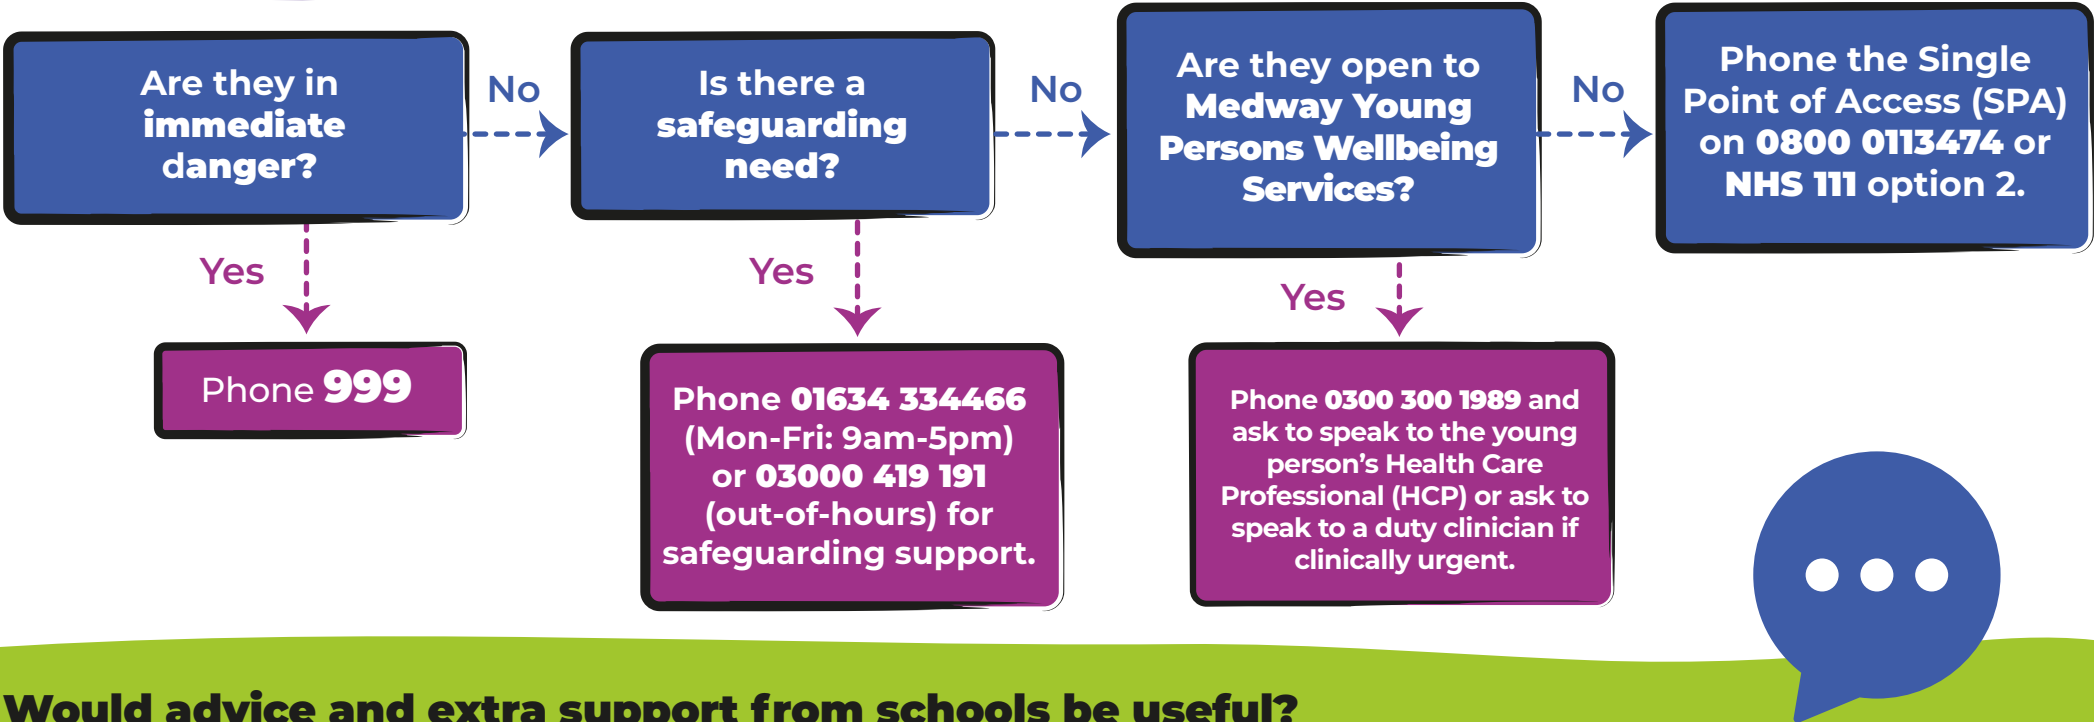 Are they in
immediate
danger?
No
Is there a
safeguarding
need?
No
Are they open to
Medway Young
Persons Wellbeing
Services?
No
Phone the Single
Point of Access (SPA)
on 0800 0113474 or
NHS 111 option 2.
Yes
Phone 999
Yes
Phone 01634 334466
(Mon-Fri: 9am-5pm)
or 03000 419 191
(out-of-hours) for
safeguarding support.
Yes
Phone 0300 300 1989 and
ask to speak to the young
person’s Health Care
Professional (HCP) or ask to
speak to a duty clinician if
clinically urgent.
Would advice and extra support from schools be useful?